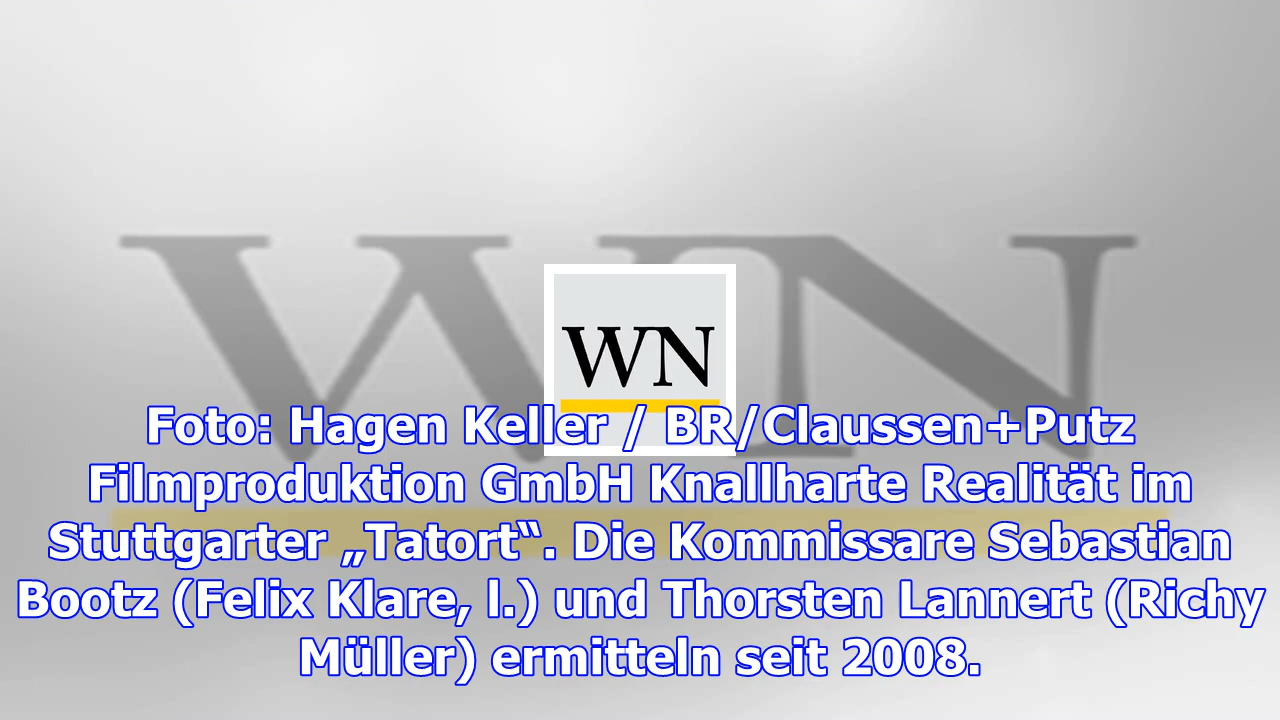 WN
WN
Foto: Hagen Keller / BR/Claussen+Putz
Filmproduktion GmbH Knallharte Realität im
Stuttgarter „Tatort“. Die Kommissare Sebastian
Bootz (Felix Klare, l.) und Thorsten Lannert (Richy
Müller) ermitteln seit 2008.